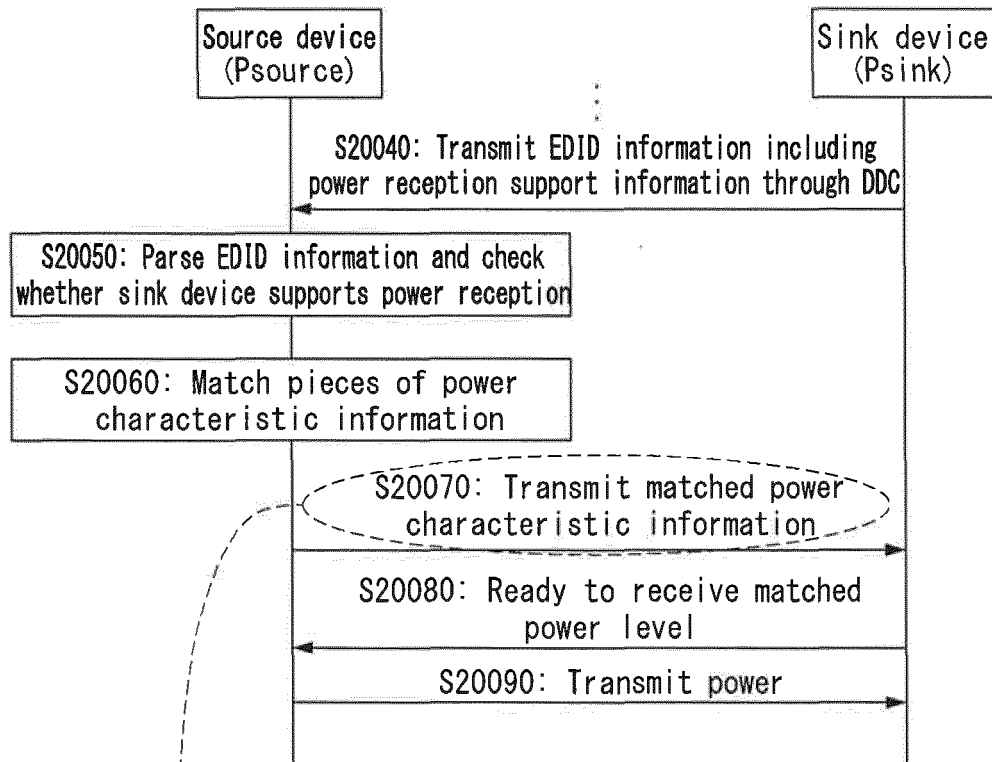 Source device
(Psource)
Sink device
(Psink)
S20040: Transmit EDID information including
power reception support information through DDC
S20050: Parse EDID information and check
whether sink device supports power reception
S20060: Match pieces of power
characteristic information
S20070: Transmit matched power
characteristic information
S20080: Ready to receive matched
power level
S20090: Transmit power